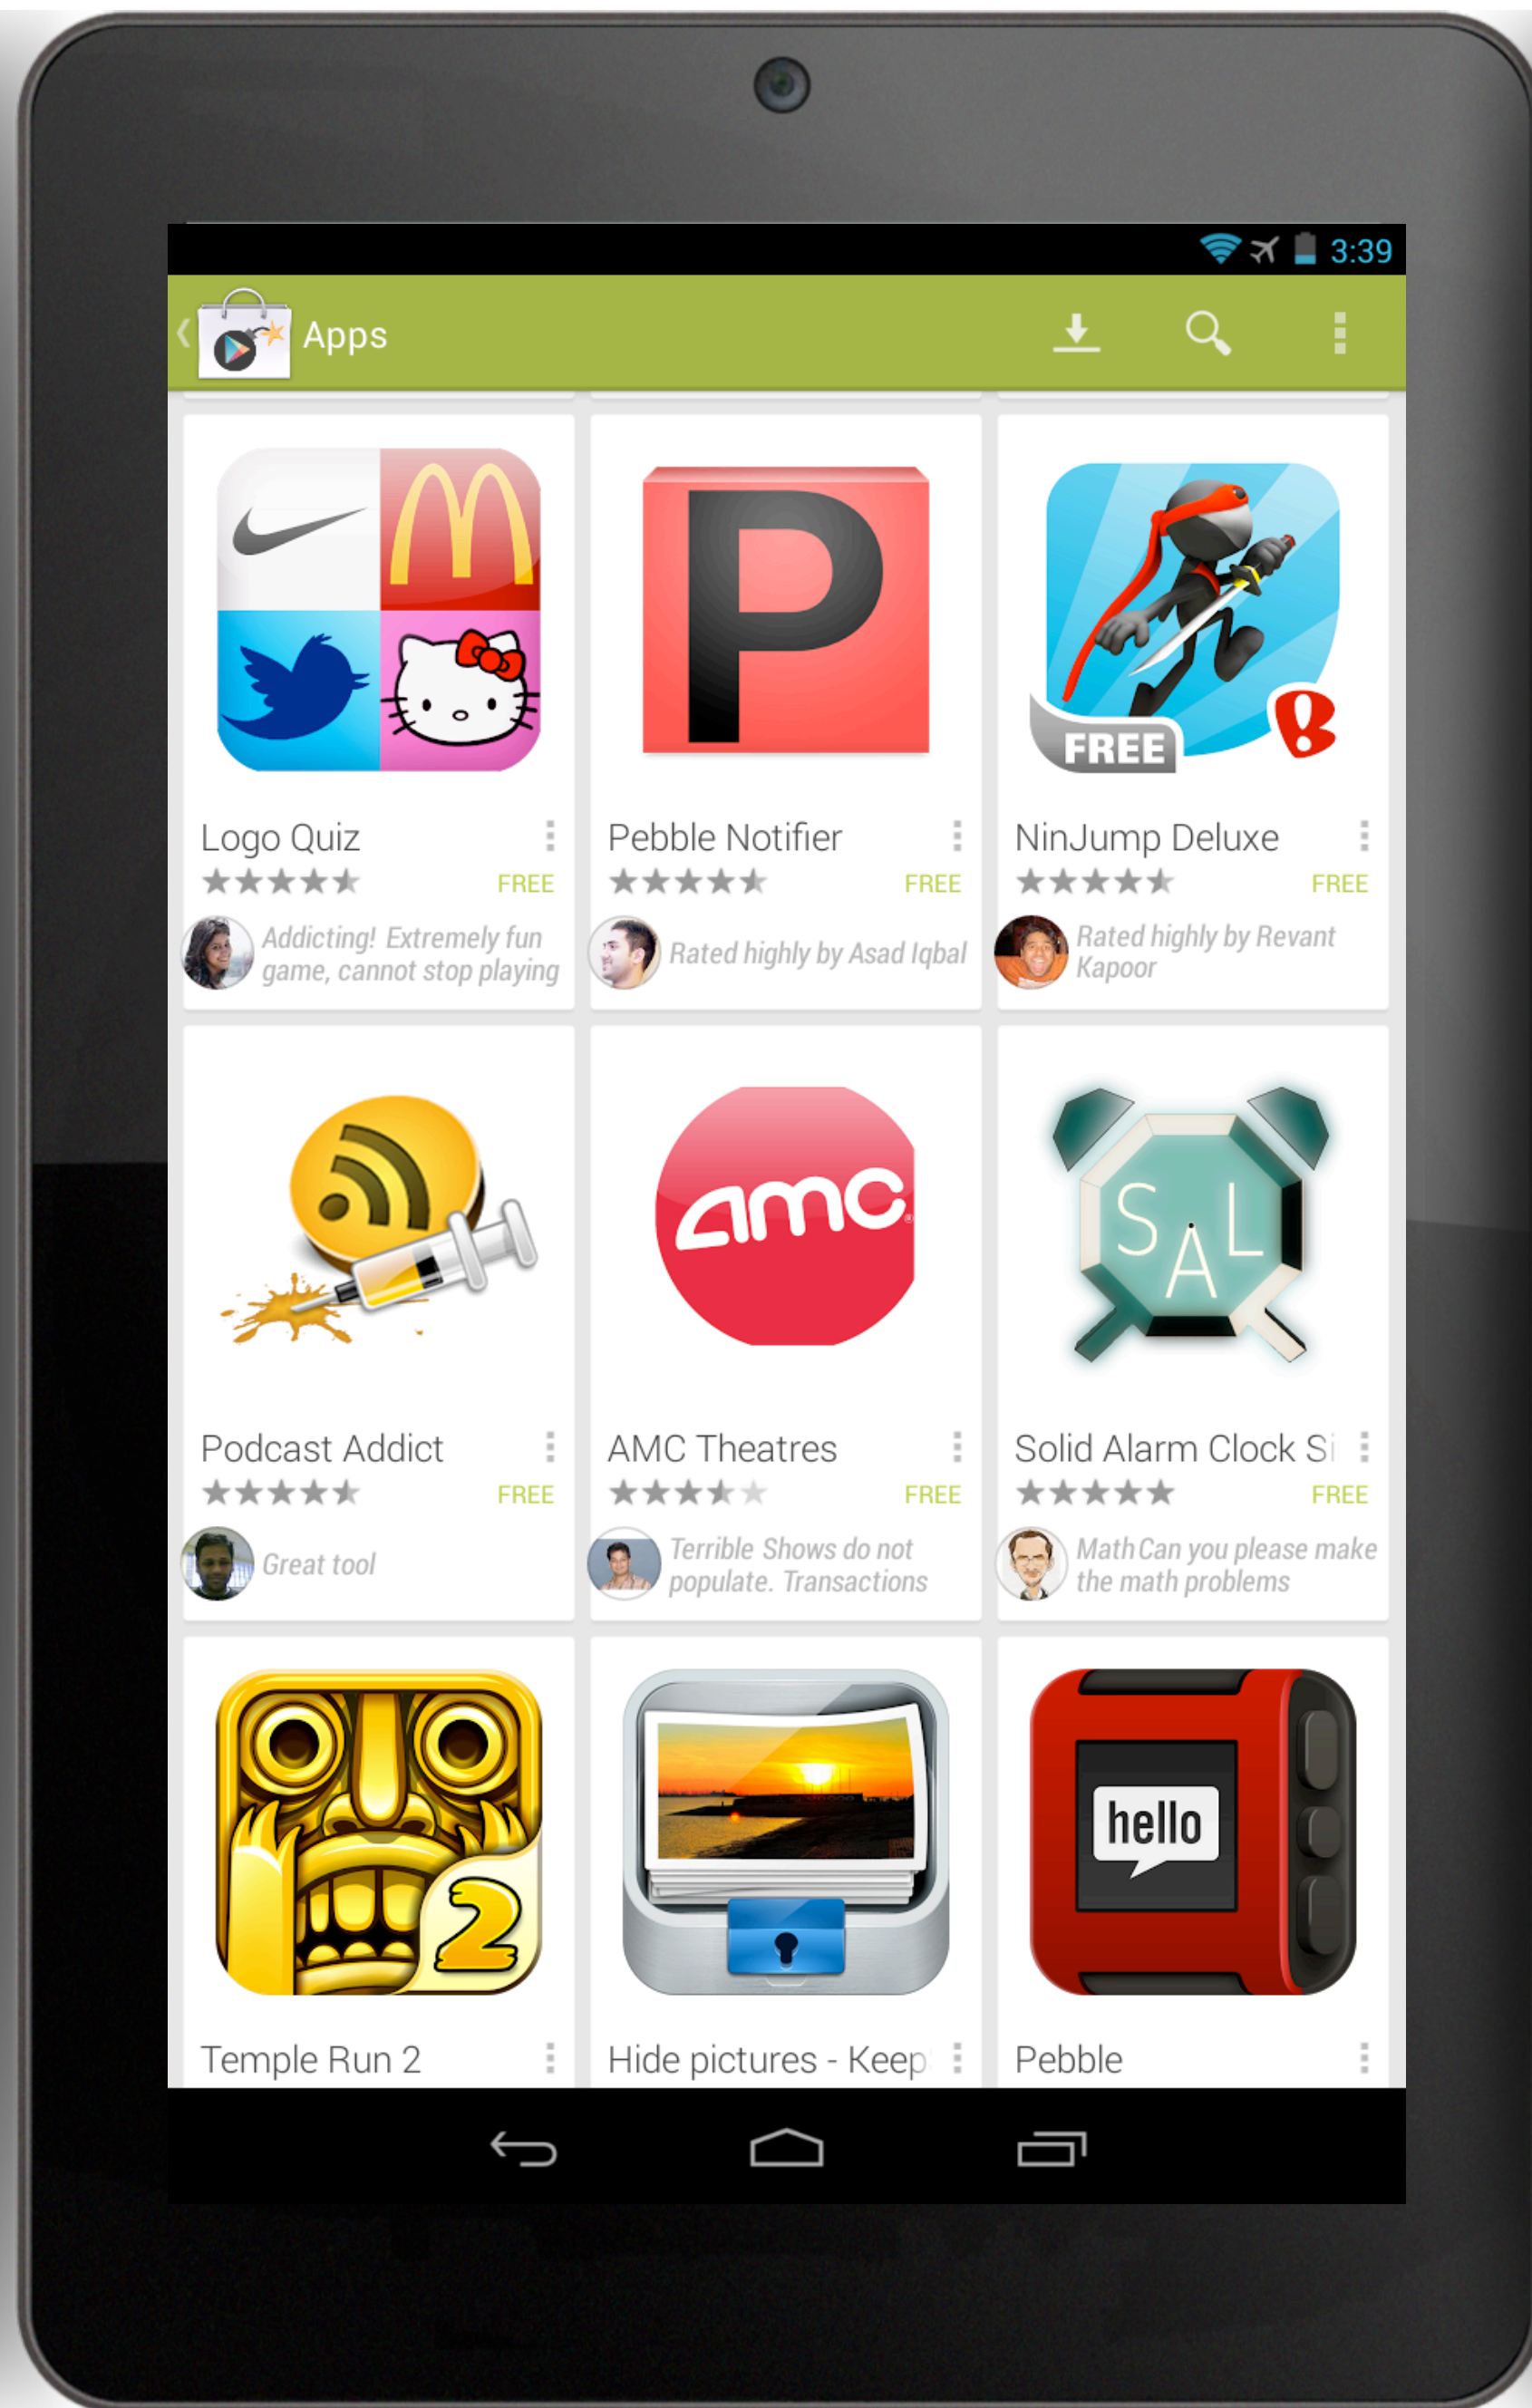 3:39
Apps
P
FREE
Logo Quiz
FREE
Addicting! Extremely fun
game, cannot stop playing
Pebble Notifier
FREE
Rated highly by Asad Iqbal
NinJump Deluxe
FREE
Rated highly by Revant
Kapoor
amc
SAL
Podcast Addict
FREE
Great tool
AMC Theatres
FREE
Terrible Shows do not
populate. Transactions
Solid Alarm Clock Si
FREE
Math Can you please make
the math problems
2
hello
Temple Run 2
Hide pictures - Keep
Pebble